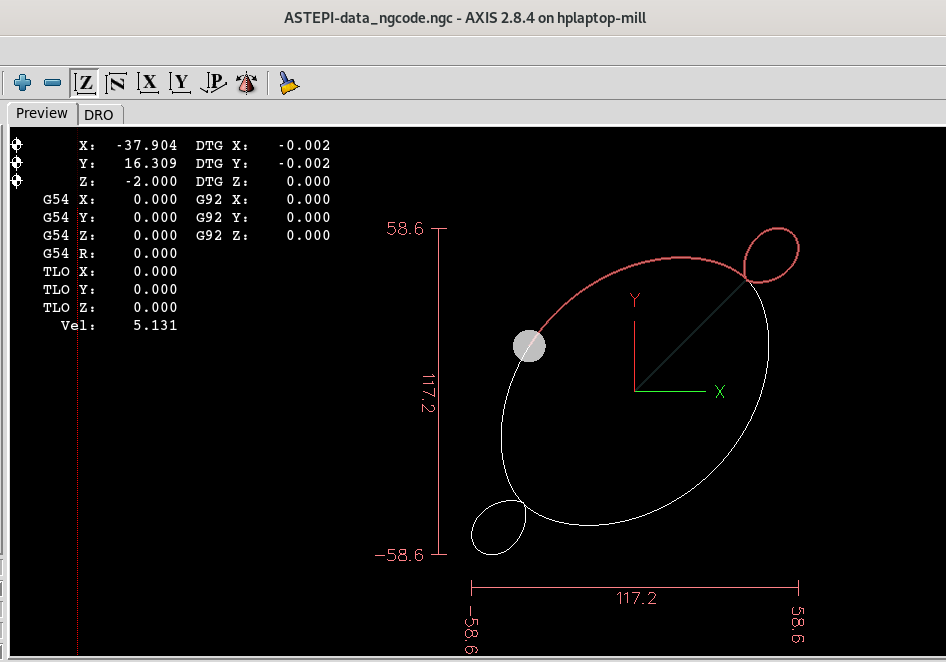 ASTEPI-data_ngcode.ngc - AXIS 2.8.4 on hplaptop-mill
Z N X Y P
Preview DRO
X: -37.904 DTG X: -0.002
Y: 16.309 DTG Y: -0.002
Z: -2.000 DTG Z: 0.000
G54 X: 0.000 G92 X: 0.000
G54 Y: 0.000 G92 Y: 0.000
G54 Z: 0.000 G92 Z: 0.000
G54 R: 0.000
TLO X: 0.000
TLO Y: 0.000
TLO Z: 0.000
Vel: 5.131
58.6
117.2
-58.6
Y
X
117.2
-58.6
58.6